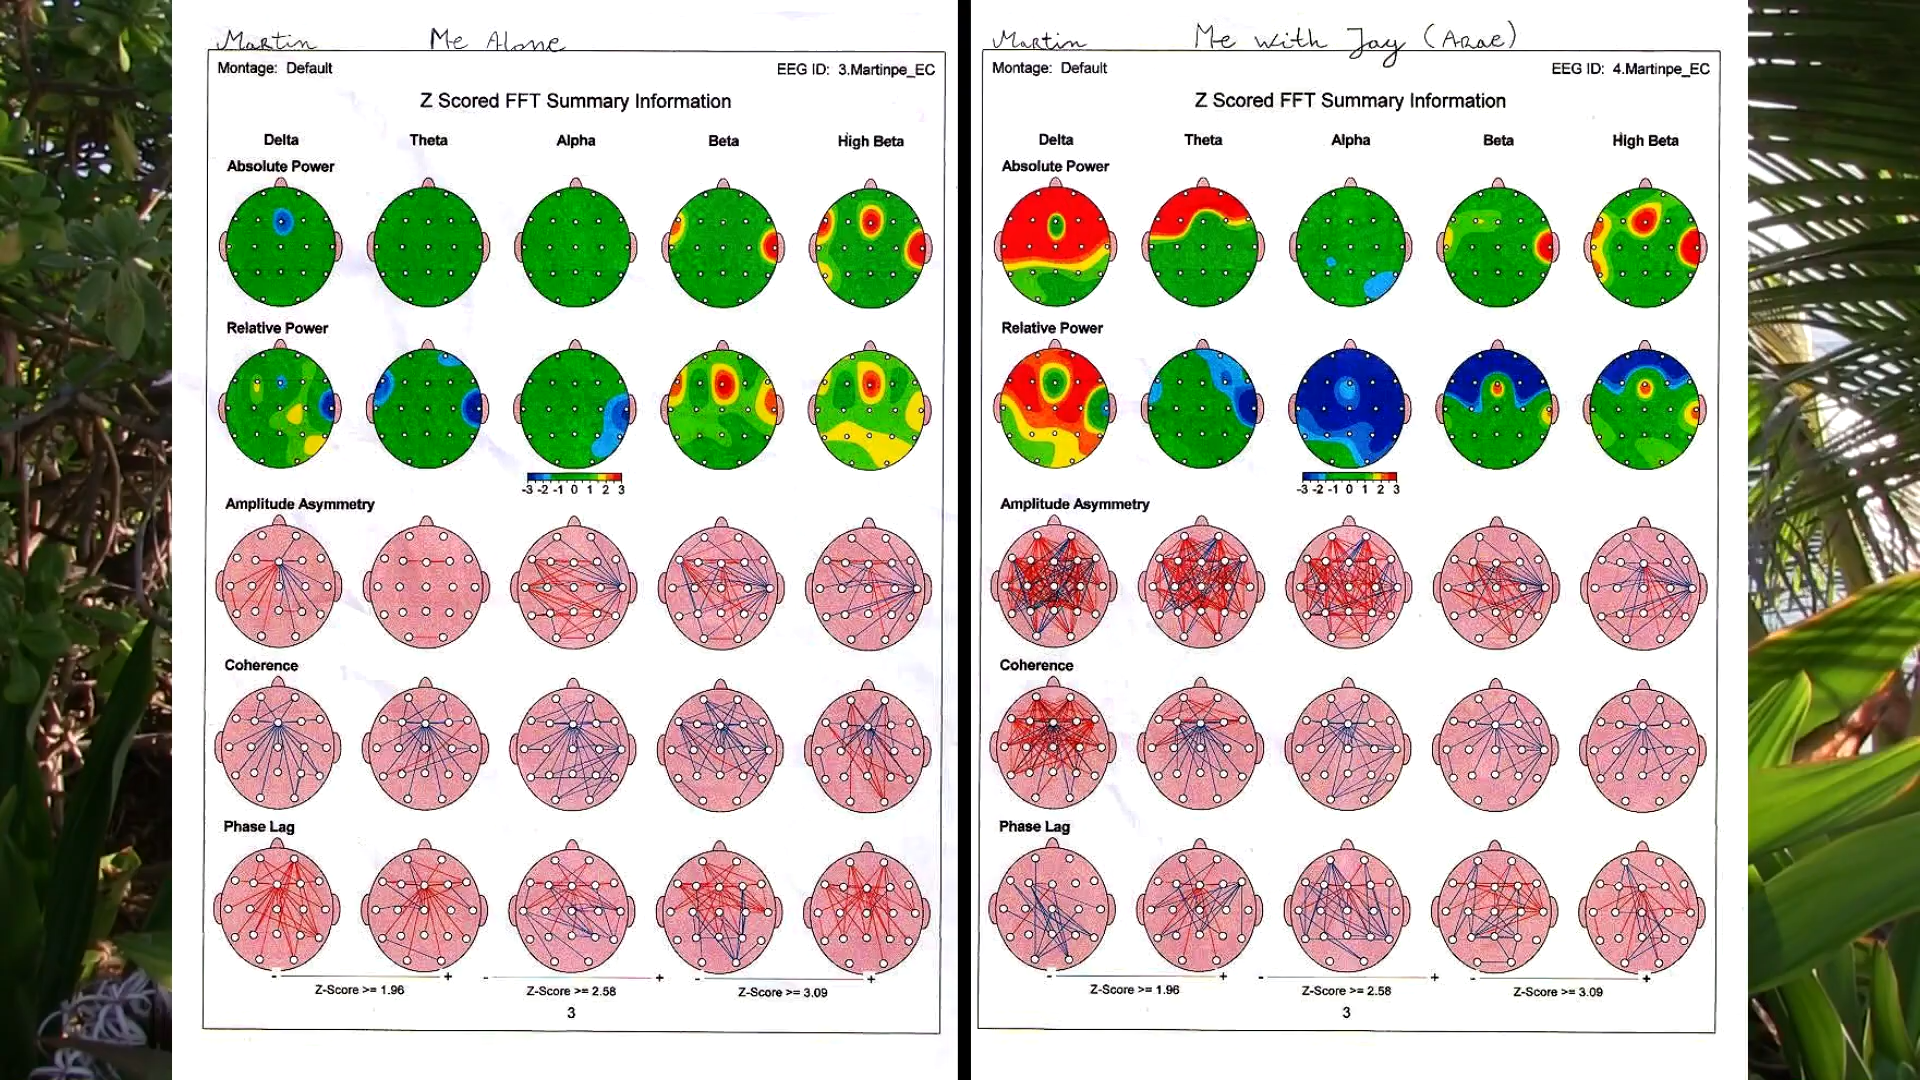 Martin Me Alone
Montage: Default EEG ID: 3.Martinpe_EC
Z Scored FFT Summary Information
Delta Theta Alpha Beta High Beta
Absolute Power
Relative Power
-3 -2 -1 0 1 2 3
Amplitude Asymmetry
Coherence
Phase Lag
- + - + - +
Z-Score >= 1.96 Z-Score >= 2.58 Z-Score >= 3.09
3
Martin Me with Jay (Arae)
Montage: Default EEG ID: 4.Martinpe_EC
Z Scored FFT Summary Information
Delta Theta Alpha Beta High Beta
Absolute Power
Relative Power
-3 -2 -1 0 1 2 3
Amplitude Asymmetry
Coherence
Phase Lag
- + - + - +
Z-Score >= 1.96 Z-Score >= 2.58 Z-Score >= 3.09
3